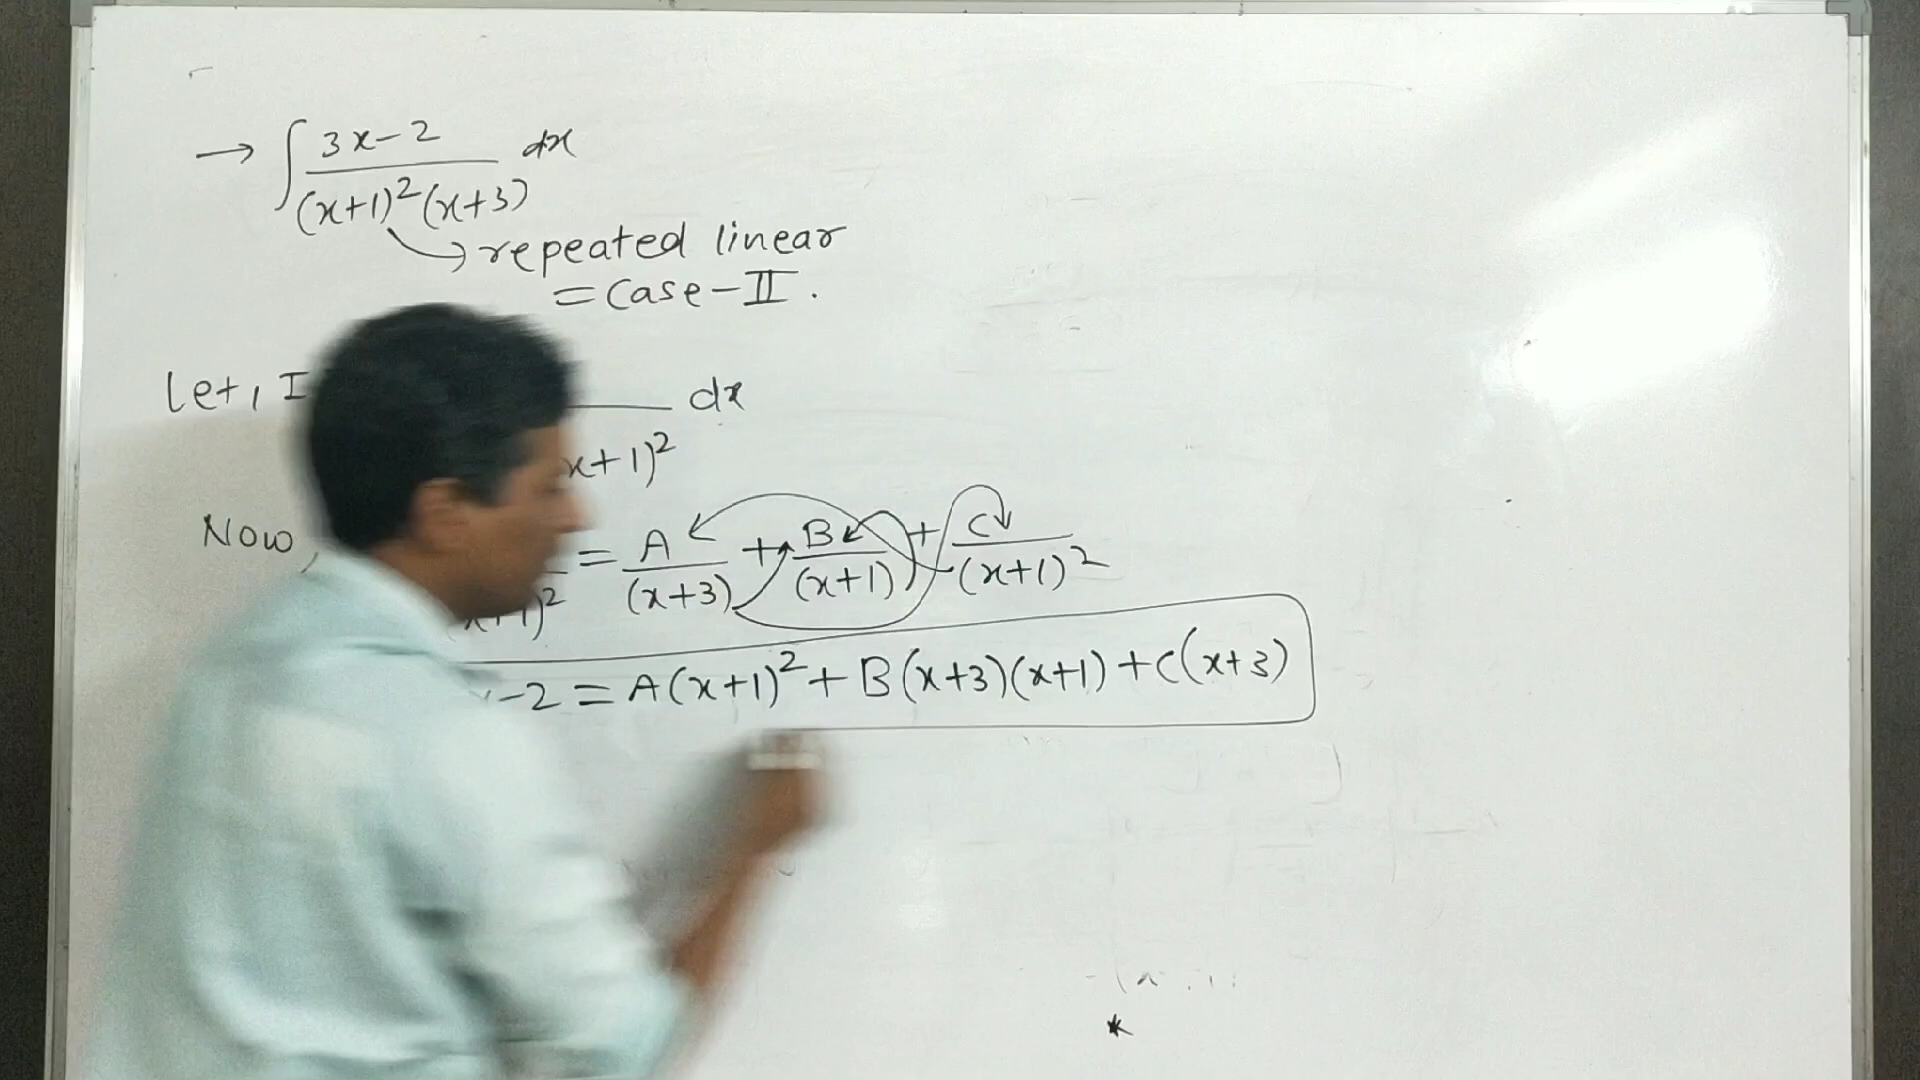 → ∫ 3x-2 / (x+1)²(x+3) dx
→ repeated linear
= Case-II.
Let, I dx
x+1)²
Now, = A/(x+3) + B/(x+1) + C/(x+1)²
-2 = A(x+1)² + B(x+3)(x+1) + C(x+3)